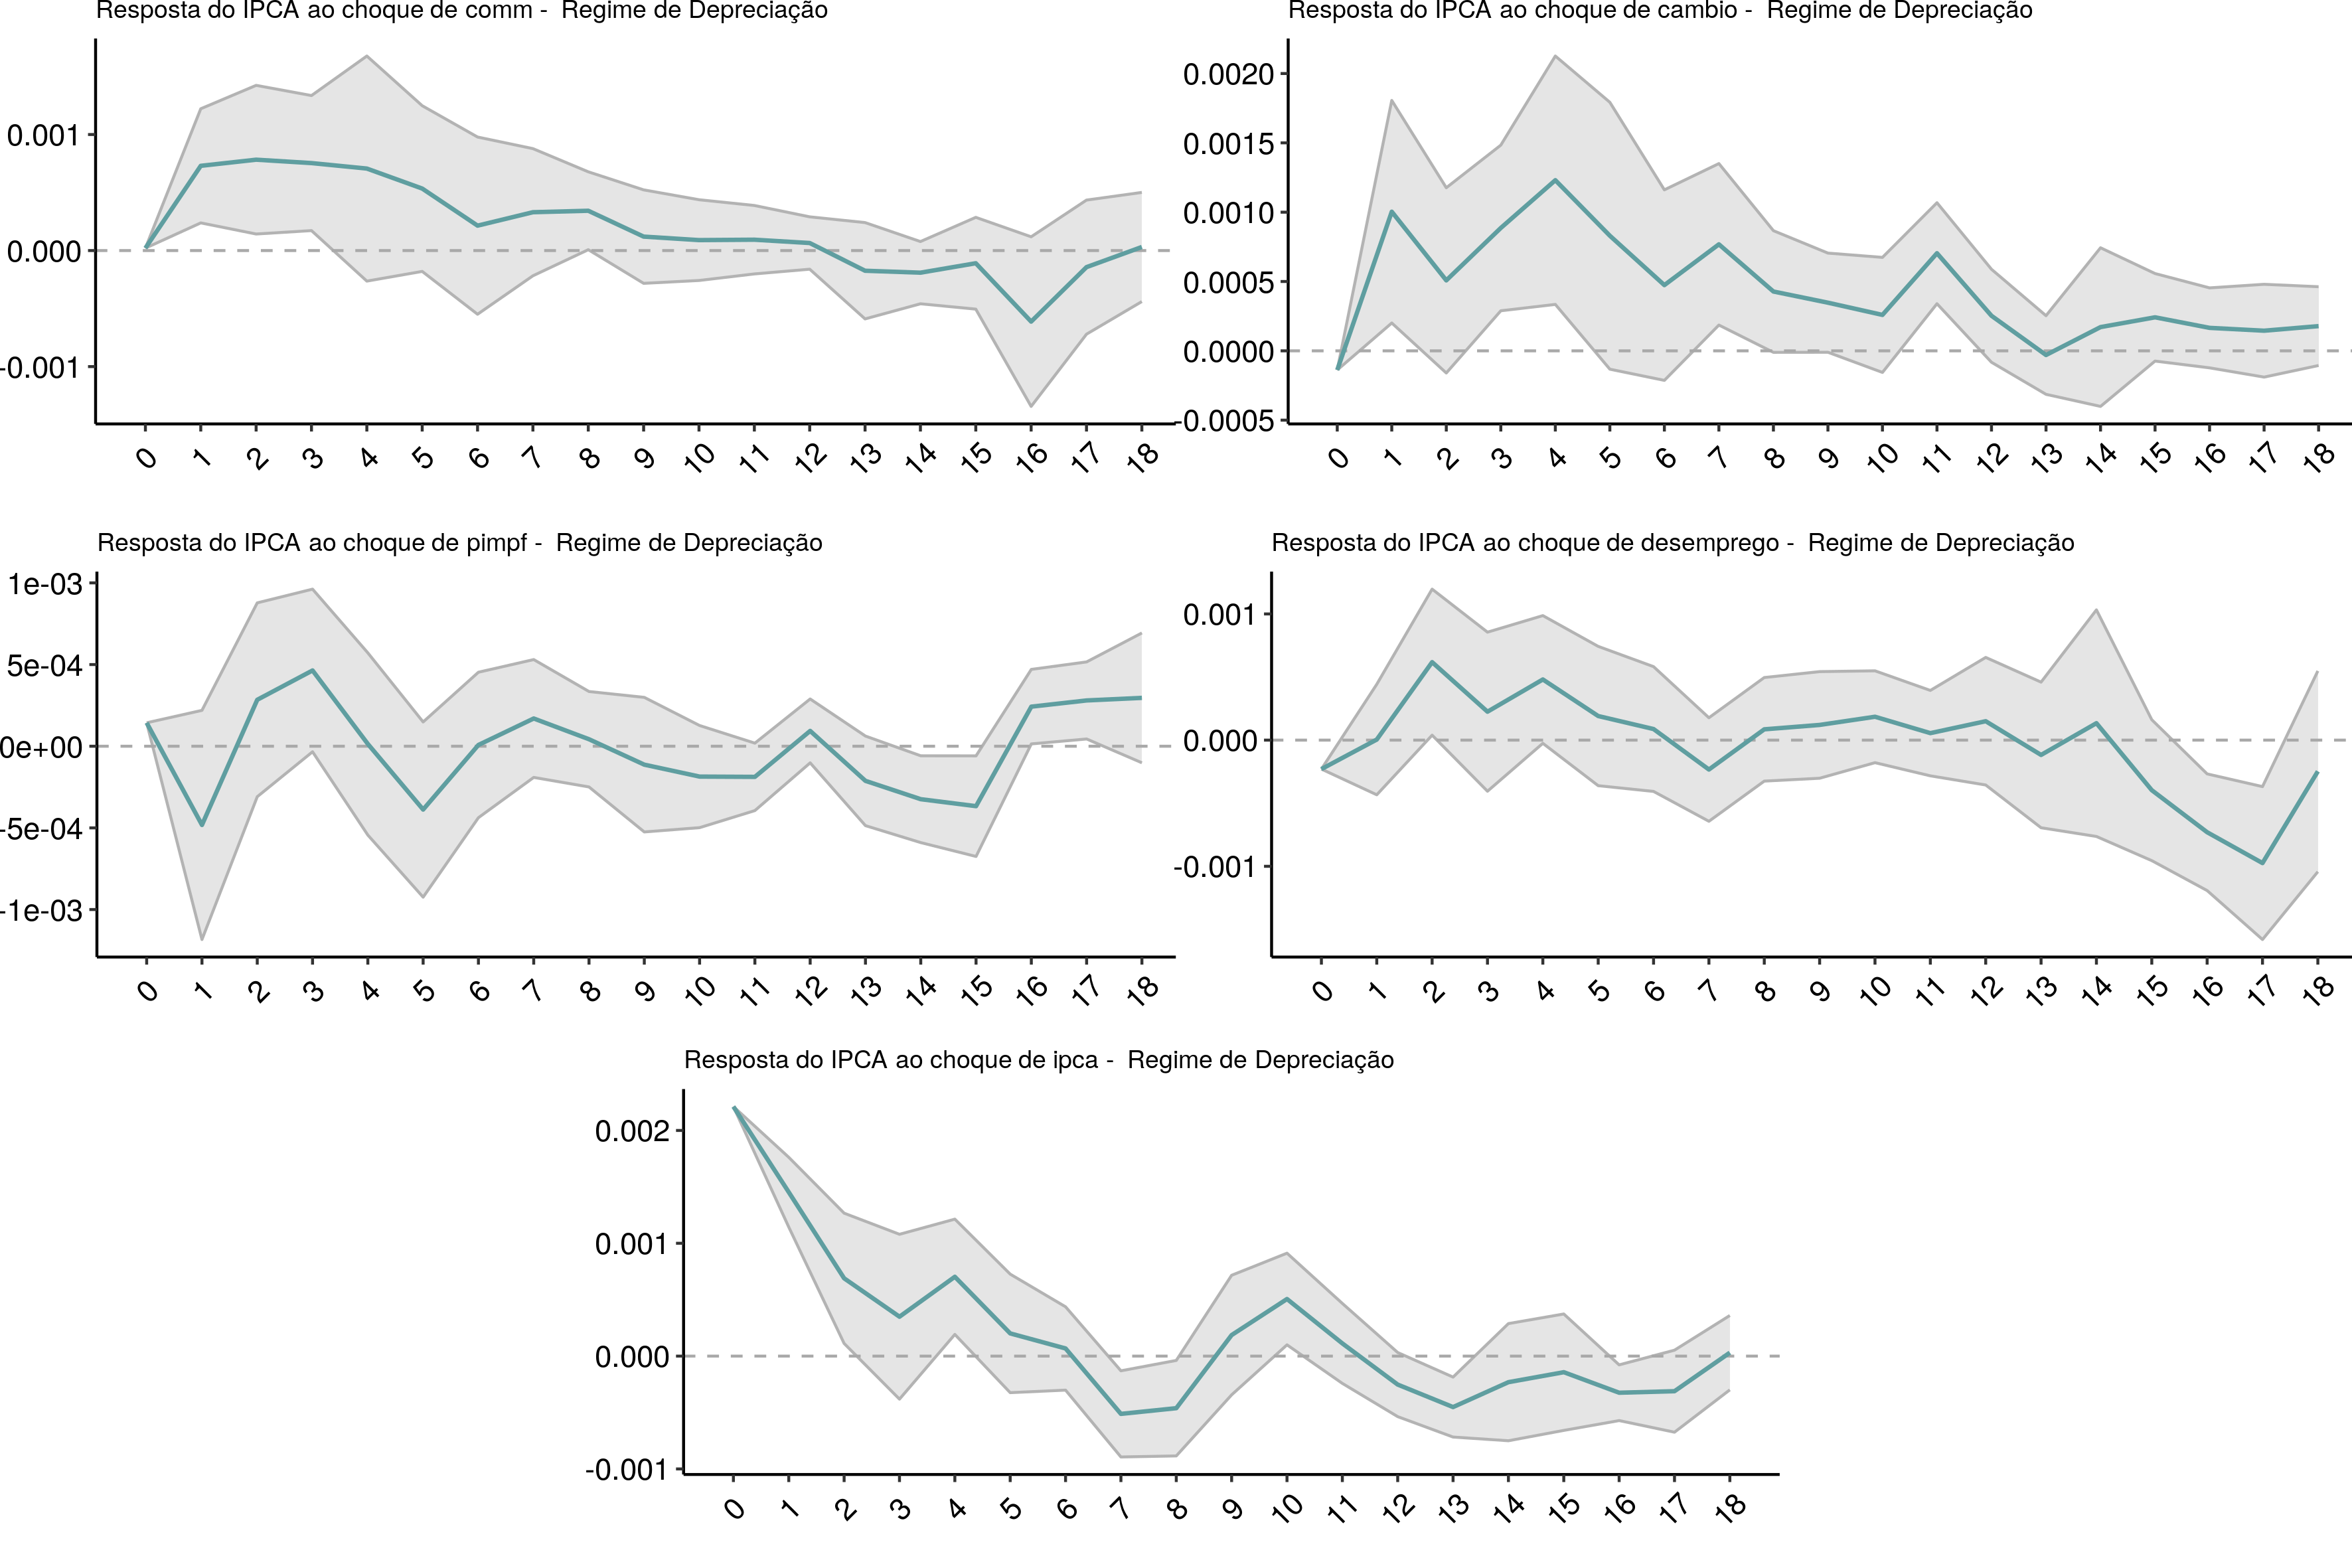 Resposta do IPCA ao choque de comm -  Regime de Depreciação
0.001
0.000
-0.001
0 1 2 3 4 5 6 7 8 9 10 11 12 13 14 15 16 17 18
Resposta do IPCA ao choque de cambio -  Regime de Depreciação
0.0020
0.0015
0.0010
0.0005
0.0000
-0.0005
0 1 2 3 4 5 6 7 8 9 10 11 12 13 14 15 16 17 18
Resposta do IPCA ao choque de pimpf -  Regime de Depreciação
1e-03
5e-04
0e+00
-5e-04
-1e-03
0 1 2 3 4 5 6 7 8 9 10 11 12 13 14 15 16 17 18
Resposta do IPCA ao choque de desemprego -  Regime de Depreciação
0.001
0.000
-0.001
0 1 2 3 4 5 6 7 8 9 10 11 12 13 14 15 16 17 18
Resposta do IPCA ao choque de ipca -  Regime de Depreciação
0.002
0.001
0.000
-0.001
0 1 2 3 4 5 6 7 8 9 10 11 12 13 14 15 16 17 18